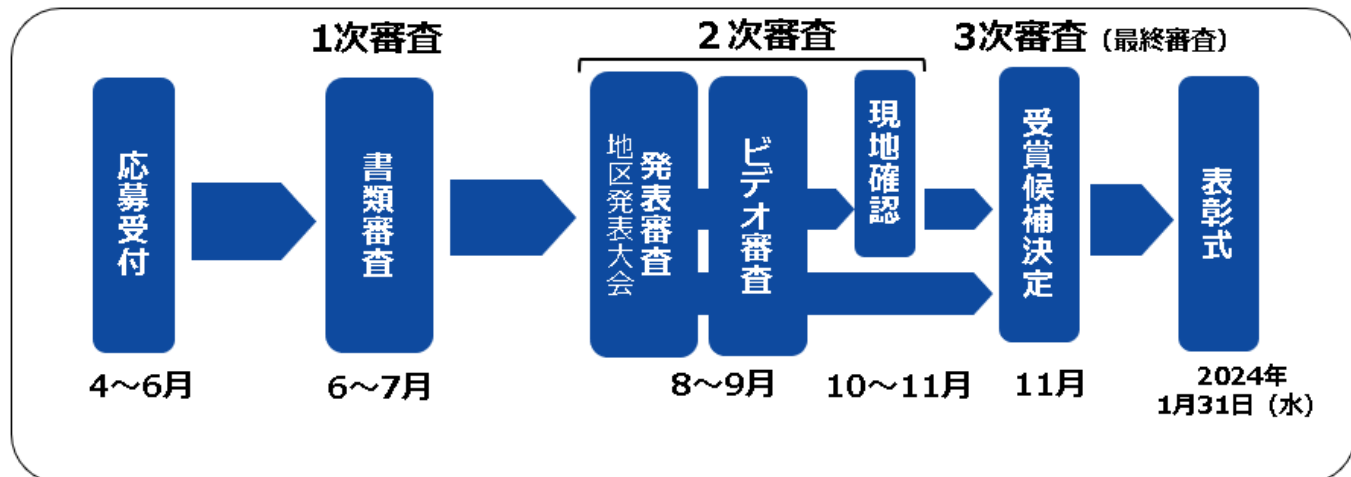 1次審査
２次審査
3次審査（最終審査）
応募受付
書類審査
発表審査
地区発表大会
ビデオ審査
現地確認
受賞候補決定
表彰式
4～6月
6～7月
8～9月
10～11月
11月
2024年
1月31日（水）